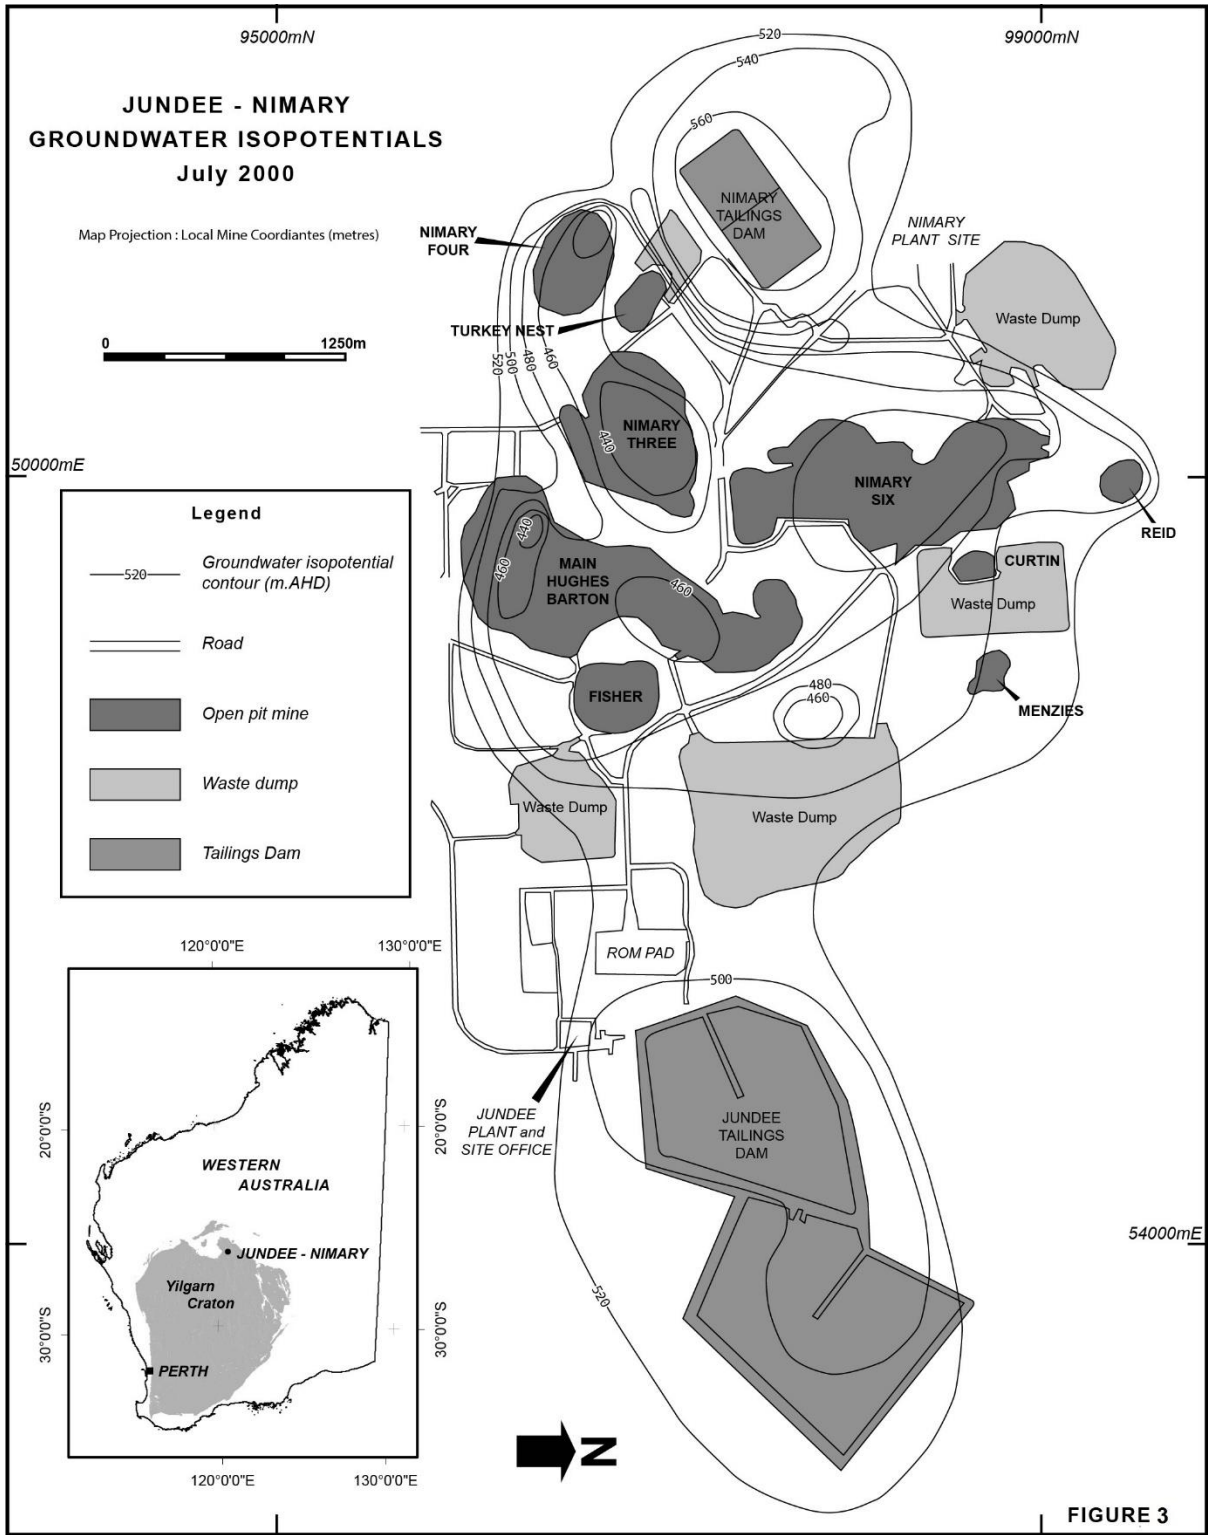 95000mN
99000mN
JUNDEE - NIMARY
GROUNDWATER ISOPOTENTIALS
July 2000
Map Projection : Local Mine Coordiantes (metres)
0
1250m
520
540
560
NIMARY
TAILINGS
DAM
NIMARY
PLANT SITE
NIMARY
FOUR
TURKEY NEST
Waste Dump
520
500
480
460
NIMARY
THREE
440
50000mE
NIMARY
SIX
REID
CURTIN
Waste Dump
MENZIES
440
460
MAIN
HUGHES
BARTON
460
FISHER
480
460
Waste Dump
Waste Dump
Legend
520
Groundwater isopotential
contour (m.AHD)
Road
Open pit mine
Waste dump
Tailings Dam
ROM PAD
500
JUNDEE
PLANT and
SITE OFFICE
JUNDEE
TAILINGS
DAM
54000mE
520
120°0'0"E
130°0'0"E
20°0'0"S
20°0'0"S
WESTERN
AUSTRALIA
JUNDEE - NIMARY
Yilgarn
Craton
30°0'0"S
30°0'0"S
PERTH
120°0'0"E
130°0'0"E
N
FIGURE 3